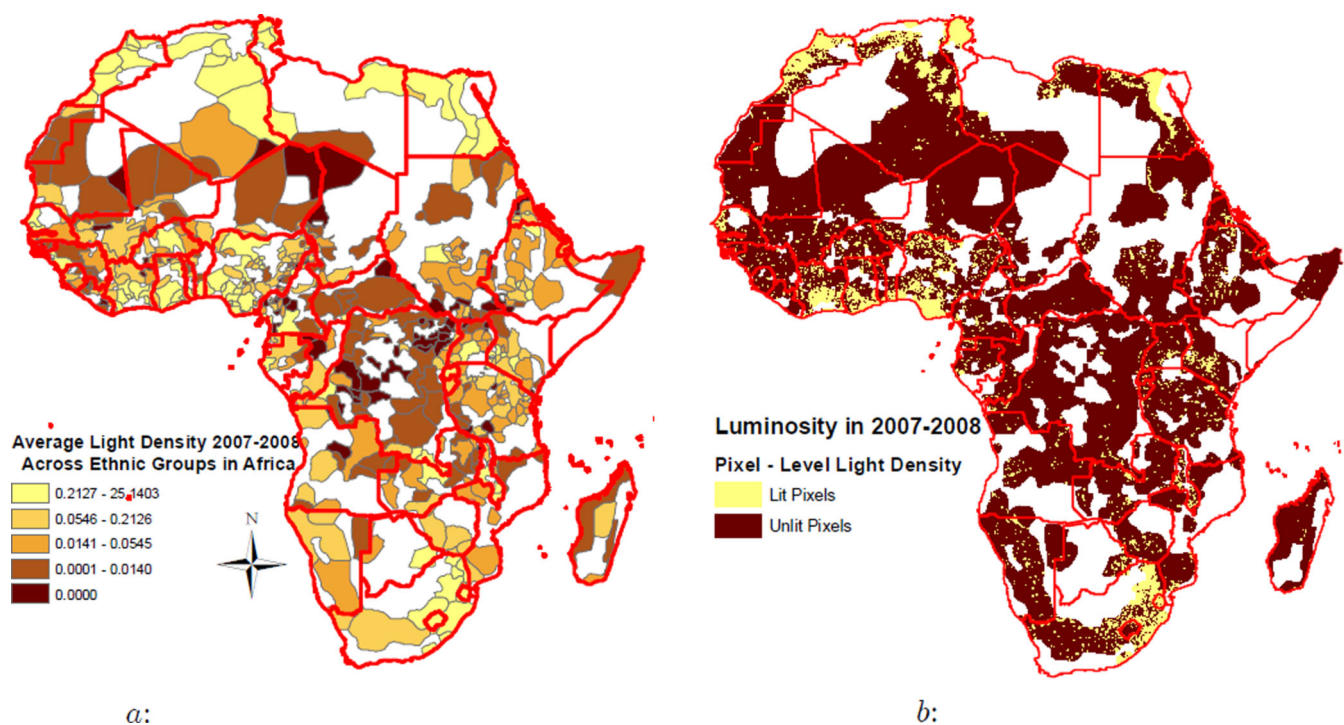 Average Light Density 2007-2008
Across Ethnic Groups in Africa
0.2127 - 25.1403
0.0546 - 0.2126
0.0141 - 0.0545
0.0001 - 0.0140
0.0000
N
a:
Luminosity in 2007-2008
Pixel - Level Light Density
Lit Pixels
Unlit Pixels
b: